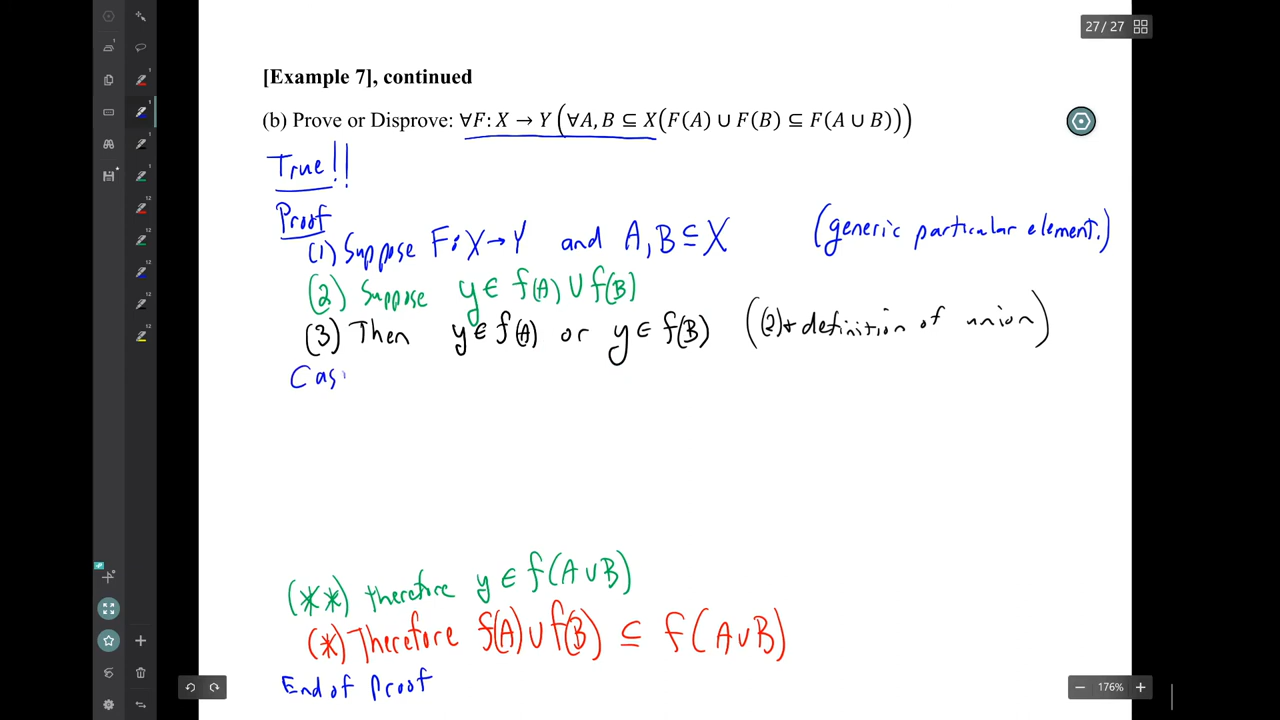 27 / 27
[Example 7], continued
(b) Prove or Disprove: ∀F: X → Y (∀A, B ⊆ X(F(A) ∪ F(B) ⊆ F(A ∪ B)))
True!!
Proof
(1) Suppose F: X→Y and A, B ⊆ X (generic particular element.)
(2) Suppose y ∈ f(A) ∪ f(B)
(3) Then y ∈ f(A) or y ∈ f(B) ((2)+ definition of union)
Cas
(**) therefore y ∈ f(A ∪ B)
(*) Therefore f(A) ∪ f(B) ⊆ f(A ∪ B)
End of proof
176%